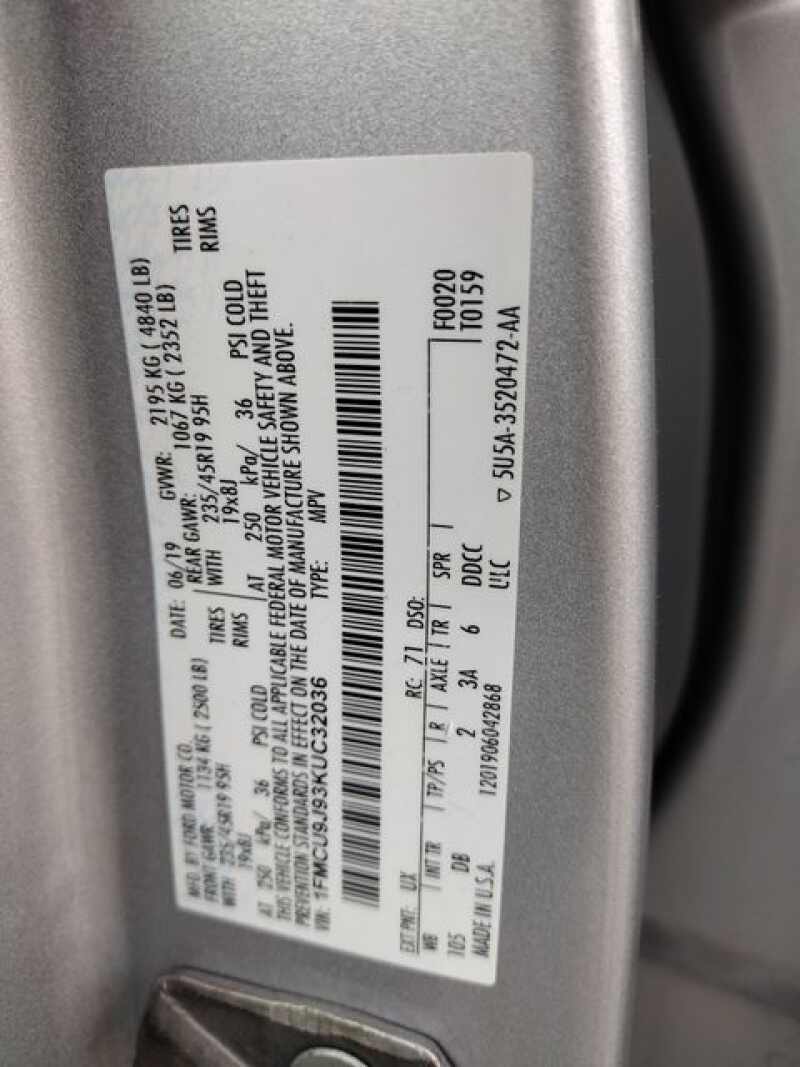 MFD. BY FORD MOTOR CO. DATE: 06/19 GVWR: 2195 KG ( 4840 LB)
FRONT GAWR: 1134 KG ( 2500 LB) REAR GAWR: 1067 KG ( 2352 LB)
WITH 235/45R19 95H TIRES WITH 235/45R19 95H TIRES
19x8J RIMS 19x8J RIMS
AT 250 kPa/ 36 PSI COLD AT 250 kPa/ 36 PSI COLD
THIS VEHICLE CONFORMS TO ALL APPLICABLE FEDERAL MOTOR VEHICLE SAFETY AND THEFT
PREVENTION STANDARDS IN EFFECT ON THE DATE OF MANUFACTURE SHOWN ABOVE.
VIN: 1FMCU9J93KUC32036 TYPE: MPV
EXT PNT: UX RC: 71 DSO: F0020
WB INT TR TP/PS R AXLE TR SPR T0159
105 DB 2 3A 6 DDCC
MADE IN U.S.A. 1201906042868 ▽ 5U5A-3520472-AA